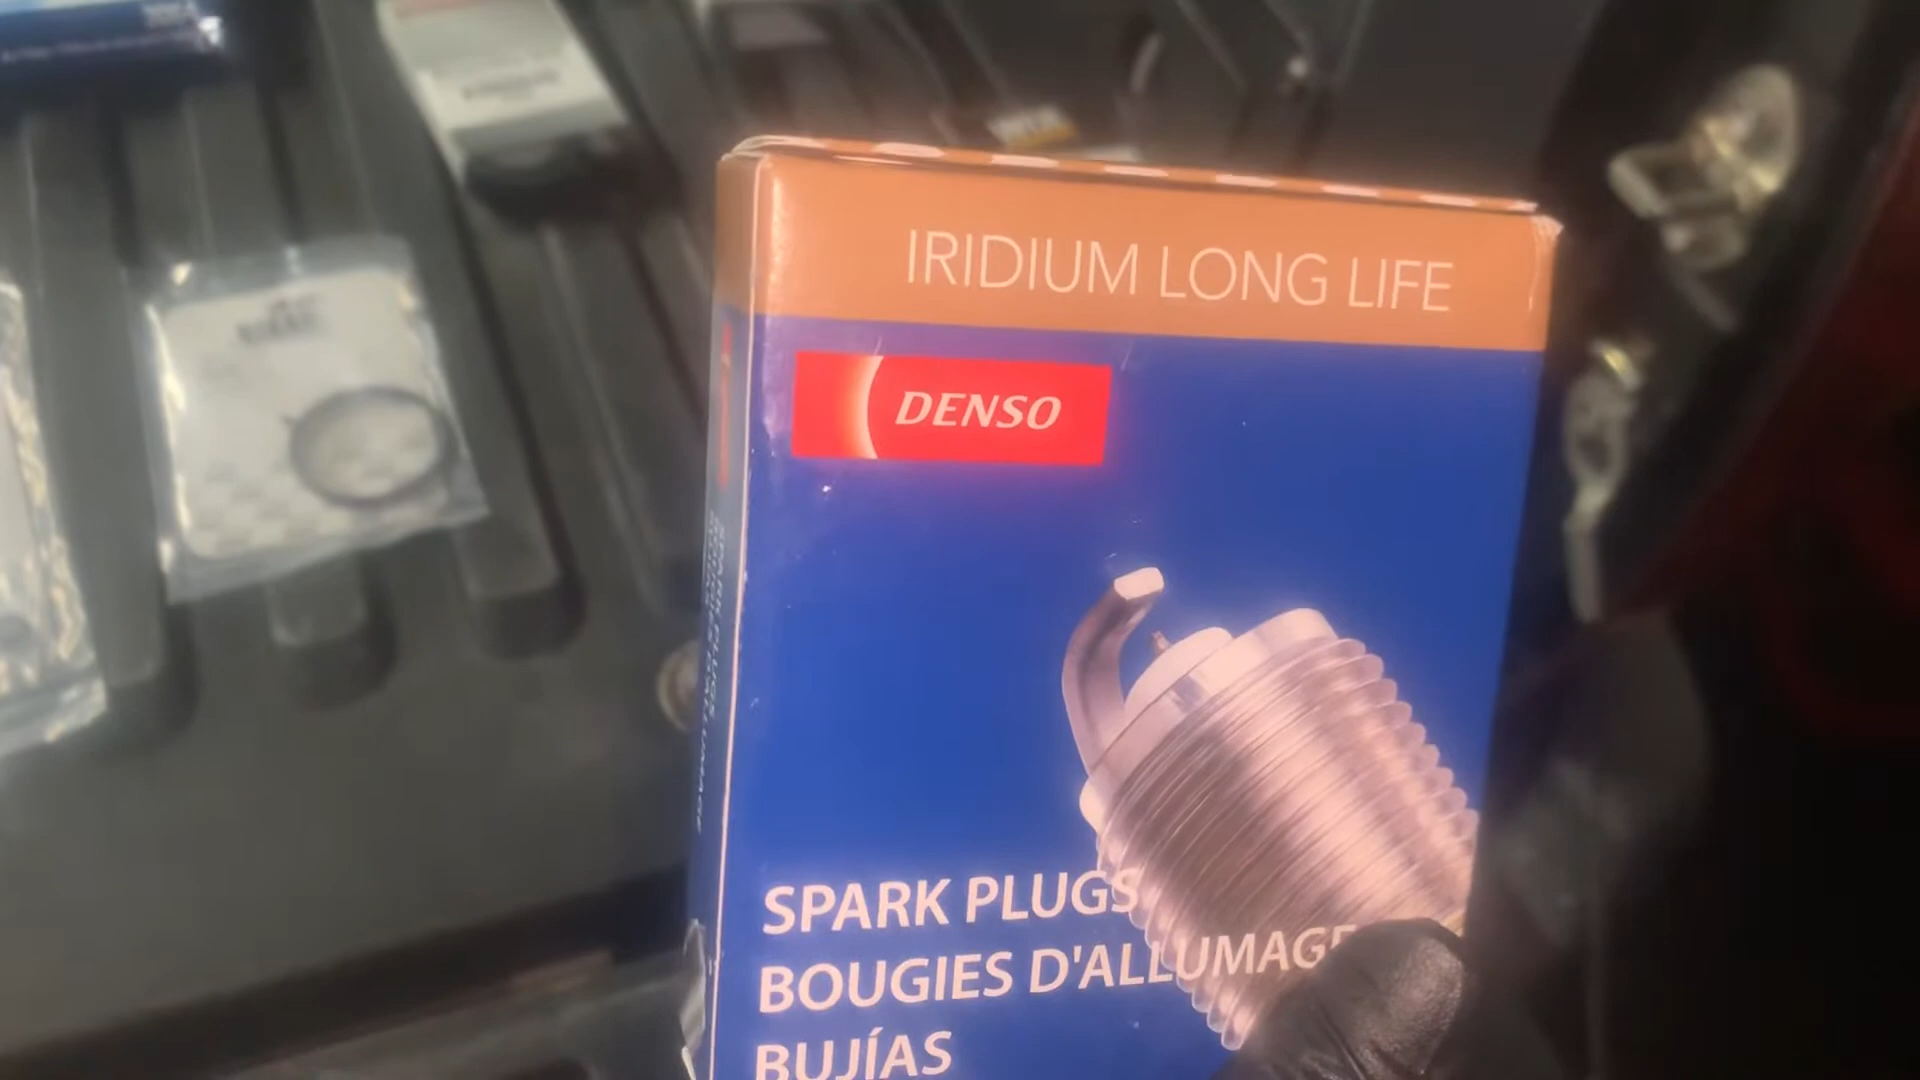 IRIDIUM LONG LIFE
DENSO
SPARK PLUGS
BOUGIES D'ALLUMAGE
BUJÍAS